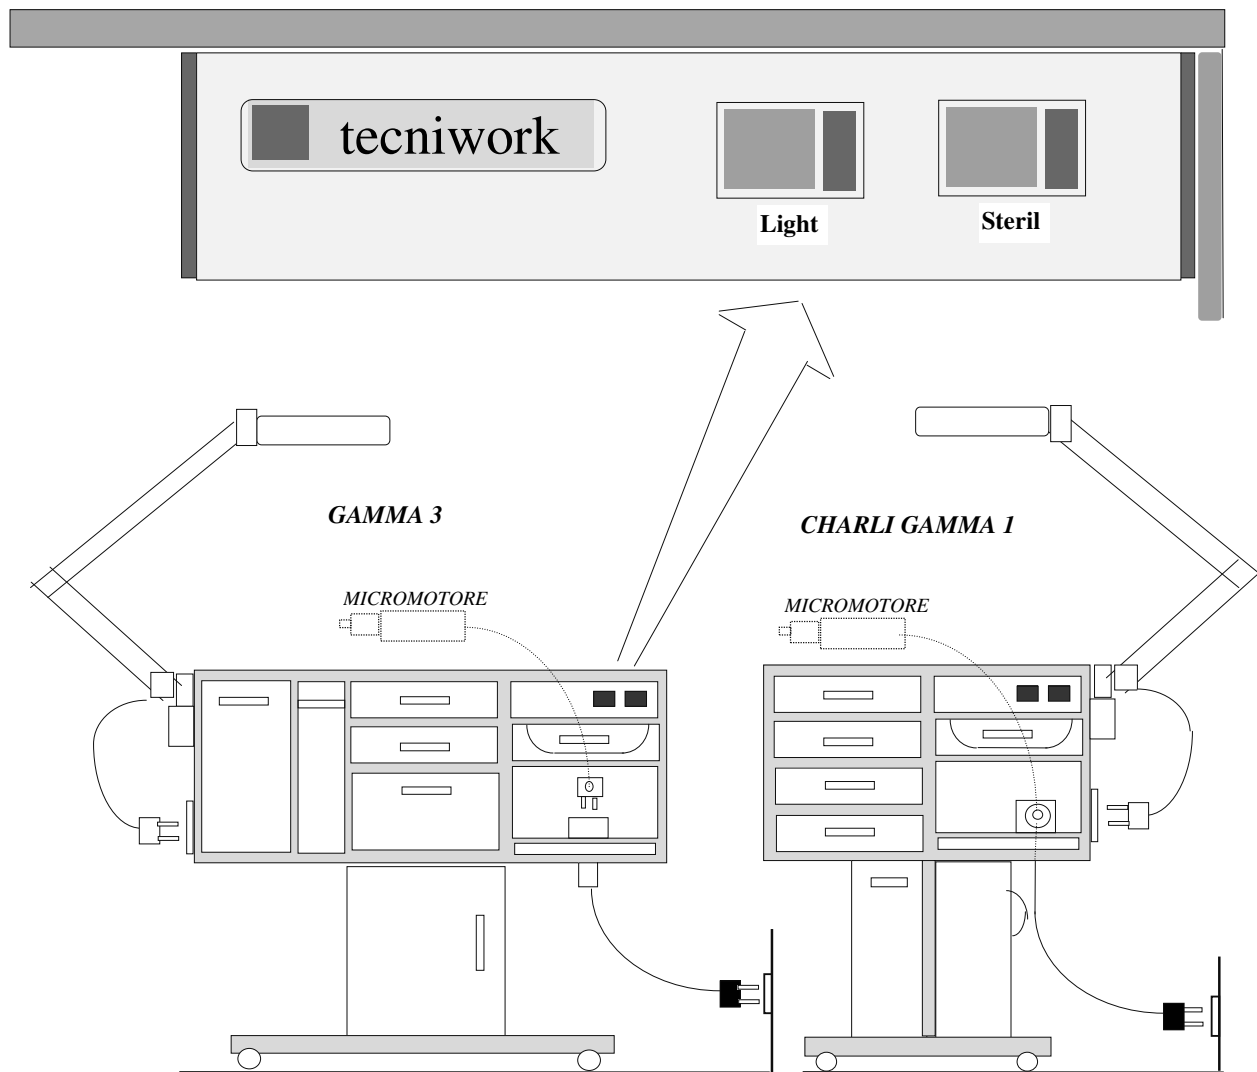 tecniwork
Light
Steril
GAMMA 3
CHARLI GAMMA 1
MICROMOTORE
MICROMOTORE